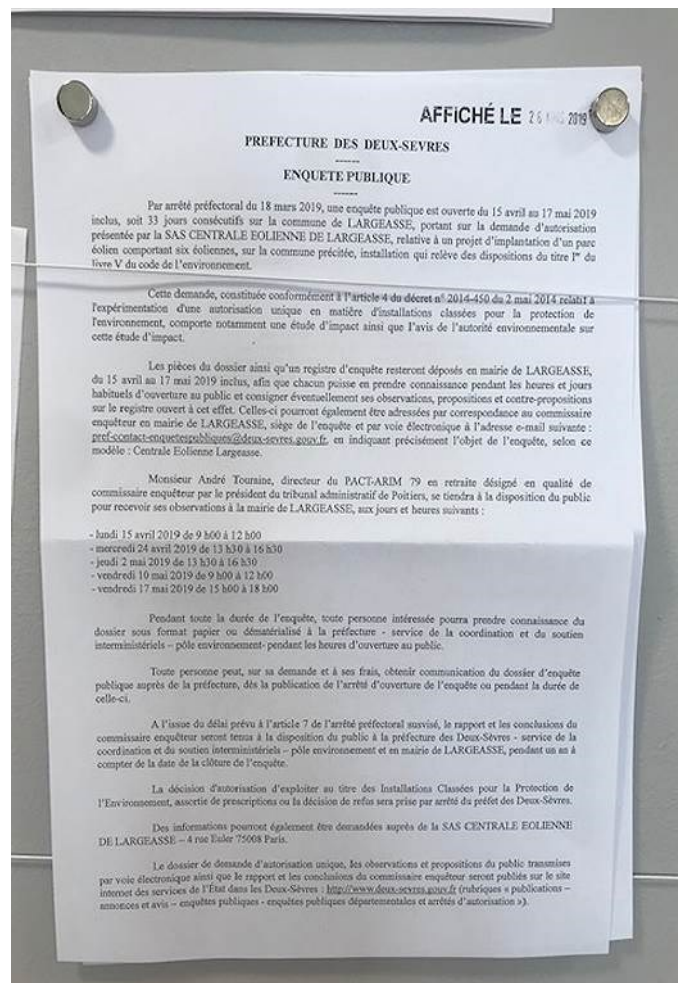 AFFICHÉ LE 26 2019
PREFECTURE DES DEUX-SEVRES
------
ENQUETE PUBLIQUE
------
Par arrêté préfectoral du 18 mars 2019, une enquête publique est ouverte du 15 avril au 17 mai 2019
inclus, soit 33 jours consécutifs sur la commune de LARGEASSE, portant sur la demande d'autorisation
présentée par la SAS CENTRALE EOLIENNE DE LARGEASSE, relative à un projet d'implantation d'un parc
éolien comportant six éoliennes, sur la commune précitée, installation qui relève des dispositions du titre Ier du
livre V du code de l'environnement.
Cette demande, constituée conformément à l'article 4 du décret n° 2014-450 du 2 mai 2014 relatif à
l'expérimentation d'une autorisation unique en matière d'installations classées pour la protection de
l'environnement, comporte notamment une étude d'impact ainsi que l'avis de l'autorité environnementale sur
cette étude d'impact.
Les pièces du dossier ainsi qu'un registre d'enquête resteront déposés en mairie de LARGEASSE,
du 15 avril au 17 mai 2019 inclus, afin que chacun puisse en prendre connaissance pendant les heures et jours
habituels d'ouverture au public et consigner éventuellement ses observations, propositions et contre-propositions
sur le registre ouvert à cet effet. Celles-ci pourront également être adressées par correspondance au commissaire
enquêteur en mairie de LARGEASSE, siège de l'enquête et par voie électronique à l'adresse e-mail suivante :
pref-contact-enquetespubliques@deux-sevres.gouv.fr, en indiquant précisément l'objet de l'enquête, selon ce
modèle : Centrale Eolienne Largeasse.
Monsieur André Touraine, directeur du PACT-ARIM 79 en retraite désigné en qualité de
commissaire enquêteur par le président du tribunal administratif de Poitiers, se tiendra à la disposition du public
pour recevoir ses observations à la mairie de LARGEASSE, aux jours et heures suivants :
- lundi 15 avril 2019 de 9 h00 à 12 h00
- mercredi 24 avril 2019 de 13 h30 à 16 h30
- jeudi 2 mai 2019 de 13 h30 à 16 h30
- vendredi 10 mai 2019 de 9 h00 à 12 h00
- vendredi 17 mai 2019 de 15 h00 à 18 h00
Pendant toute la durée de l'enquête, toute personne intéressée pourra prendre connaissance du
dossier sous format papier ou dématérialisé à la préfecture - service de la coordination et du soutien
interministériels – pôle environnement- pendant les heures d'ouverture au public.
Toute personne peut, sur sa demande et à ses frais, obtenir communication du dossier d'enquête
publique auprès de la préfecture, dès la publication de l'arrêté d'ouverture de l'enquête ou pendant la durée de
celle-ci.
A l'issue du délai prévu à l'article 7 de l'arrêté préfectoral susvisé, le rapport et les conclusions du
commissaire enquêteur seront tenus à la disposition du public à la préfecture des Deux-Sèvres - service de la
coordination et du soutien interministériels – pôle environnement et en mairie de LARGEASSE, pendant un an à
compter de la date de la clôture de l'enquête.
La décision d'autorisation d'exploiter au titre des Installations Classées pour la Protection de
l'Environnement, assortie de prescriptions ou la décision de refus sera prise par arrêté du préfet des Deux-Sèvres.
Des informations pourront également être demandées auprès de la SAS CENTRALE EOLIENNE
DE LARGEASSE – 4 rue Euler 75008 Paris.
Le dossier de demande d'autorisation unique, les observations et propositions du public transmises
par voie électronique ainsi que le rapport et les conclusions du commissaire enquêteur seront publiés sur le site
internet des services de l'État dans les Deux-Sèvres : http://www.deux-sevres.gouv.fr (rubriques « publications –
annonces et avis – enquêtes publiques - enquêtes publiques départementales et arrêtés d'autorisation »).